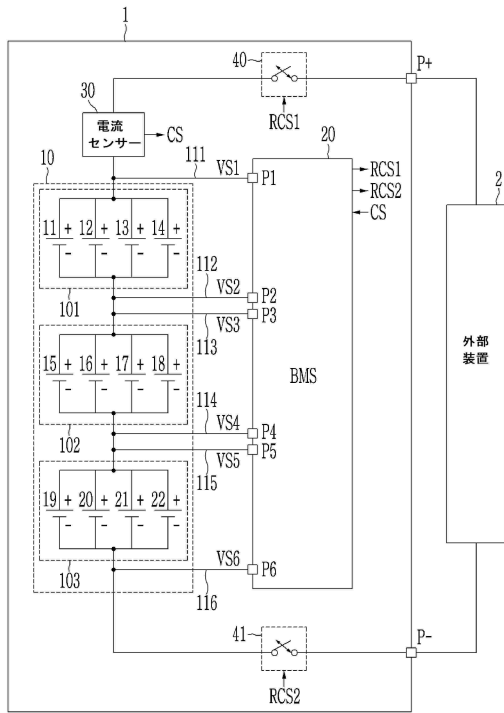 1
40
P+
30
RCS1
電流
センサー
CS
10
20
111
VS1
P1
RCS1
RCS2
CS
2
11 + 12 + 13 + 14 +
- - - -
101
112
VS2
P2
VS3
P3
113
BMS
外部
装置
15 + 16 + 17 + 18 +
- - - -
102
114
VS4
P4
VS5
P5
115
19 + 20 + 21 + 22 +
- - - -
103
VS6
P6
116
41
P-
RCS2